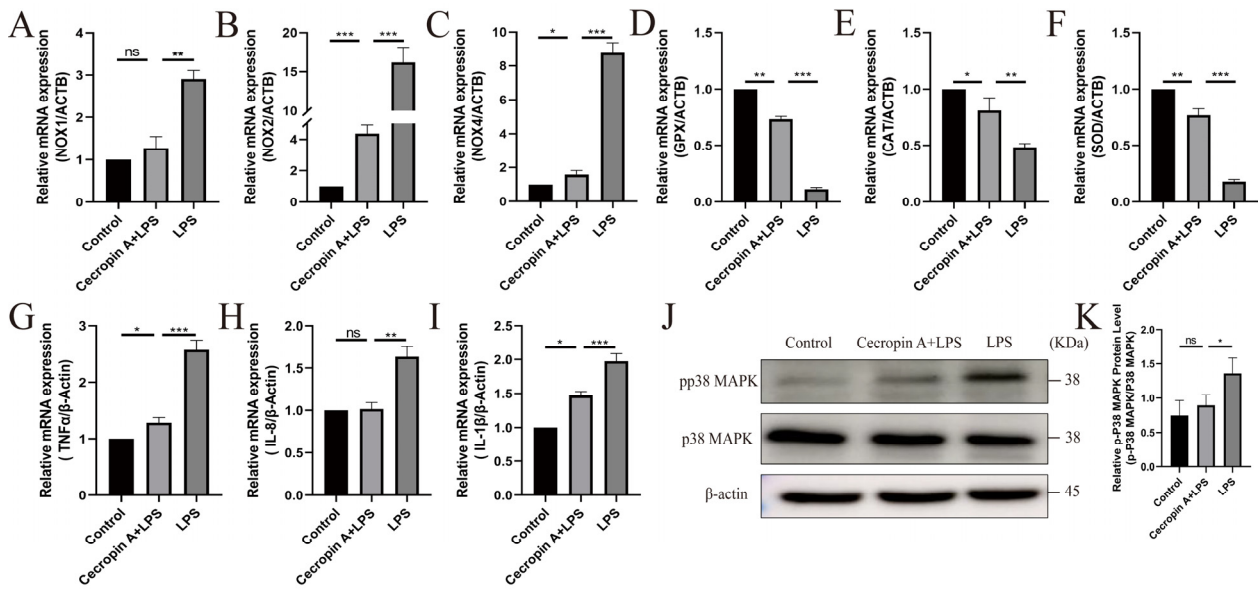 A
Relative mRNA expression
(NOX1/ACTB)
4
3
2
1
0
ns
**
Control
Cecropin A+LPS
LPS
B
Relative mRNA expression
(NOX2/ACTB)
20
15
10
6
4
2
0
***
***
Control
Cecropin A+LPS
LPS
C
Relative mRNA expression
(NOX4/ACTB)
10
8
6
4
2
0
*
***
Control
Cecropin A+LPS
LPS
D
Relative mRNA expression
(GPX/ACTB)
1.5
1.0
0.5
0.0
**
***
Control
Cecropin A+LPS
LPS
E
Relative mRNA expression
(CAT/ACTB)
1.5
1.0
0.5
0.0
*
**
Control
Cecropin A+LPS
LPS
F
Relative mRNA expression
(SOD/ACTB)
1.5
1.0
0.5
0.0
**
***
Control
Cecropin A+LPS
LPS
G
Relative mRNA expression
( TNFα/β-Actin)
3
2
1
0
*
***
Control
Cecropin A+LPS
LPS
H
Relative mRNA expression
( IL-8/β-Actin)
2.0
1.5
1.0
0.5
0.0
ns
**
Control
Cecropin A+LPS
LPS
I
Relative mRNA expression
( IL-1β/β-Actin)
2.5
2.0
1.5
1.0
0.5
0.0
*
***
Control
Cecropin A+LPS
LPS
J
Control Cecropin A+LPS LPS (KDa)
pp38 MAPK 38
p38 MAPK 38
β-actin 45
K
Relative p-P38 MAPK Protein Level
(p-P38 MAPK/P38 MAPK)
2.0
1.5
1.0
0.5
0.0
ns
*
Control
Cecropin A+LPS
LPS